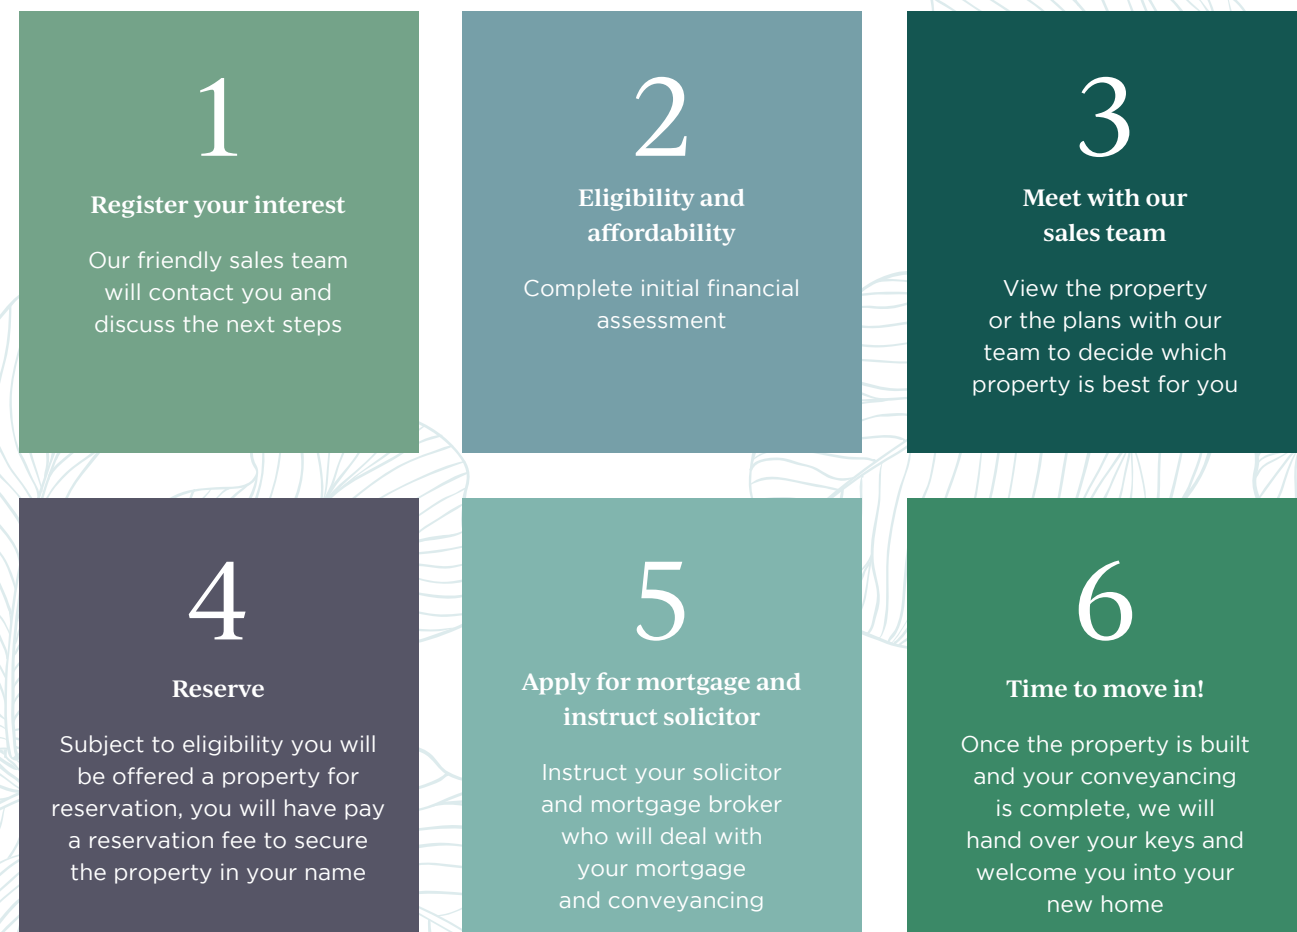 1
Register your interest
Our friendly sales team
will contact you and
discuss the next steps
2
Eligibility and
affordability
Complete initial financial
assessment
3
Meet with our
sales team
View the property
or the plans with our
team to decide which
property is best for you
4
Reserve
Subject to eligibility you will
be offered a property for
reservation, you will have pay
a reservation fee to secure
the property in your name
5
Apply for mortgage and
instruct solicitor
Instruct your solicitor
and mortgage broker
who will deal with
your mortgage
and conveyancing
6
Time to move in!
Once the property is built
and your conveyancing
is complete, we will
hand over your keys and
welcome you into your
new home